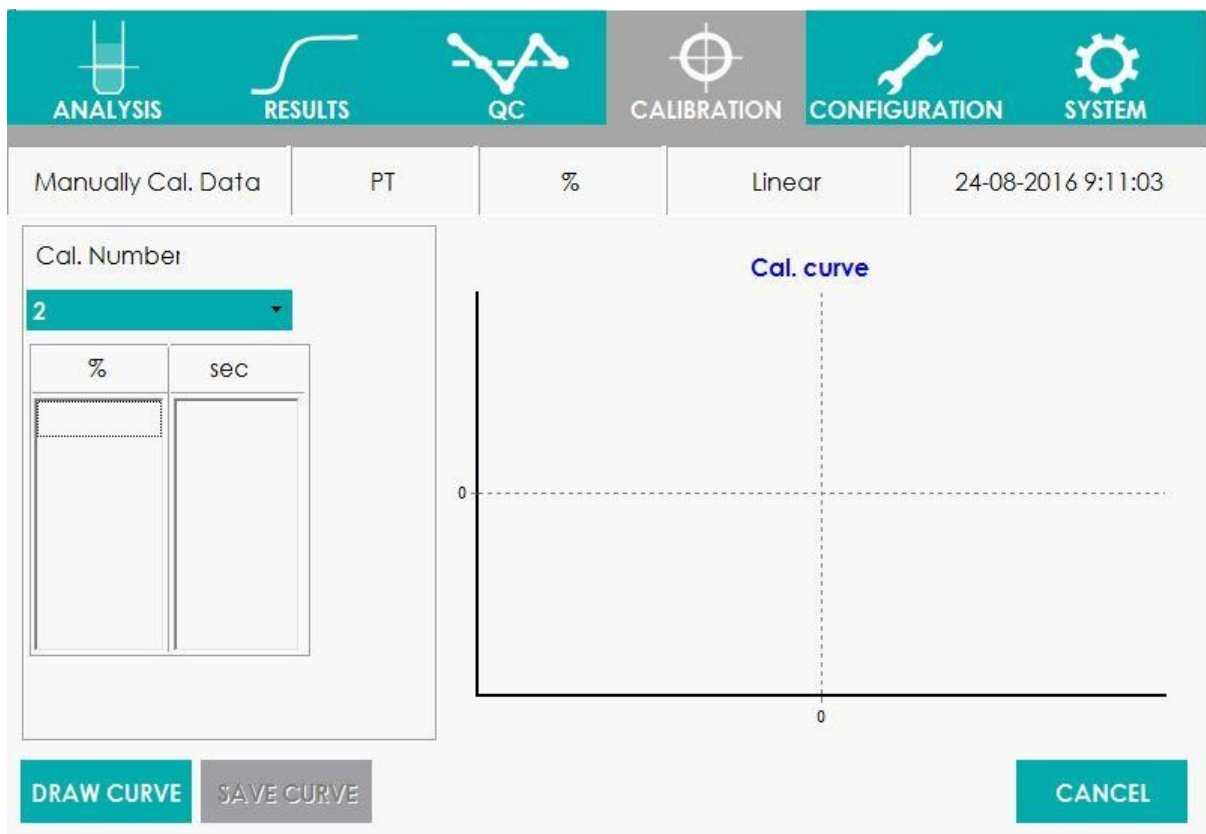 ANALYSIS RESULTS QC CALIBRATION CONFIGURATION SYSTEM
Manually Cal. Data PT % Linear 24-08-2016 9:11:03
Cal. Number
2
% sec
Cal. curve
0
0
DRAW CURVE SAVE CURVE CANCEL